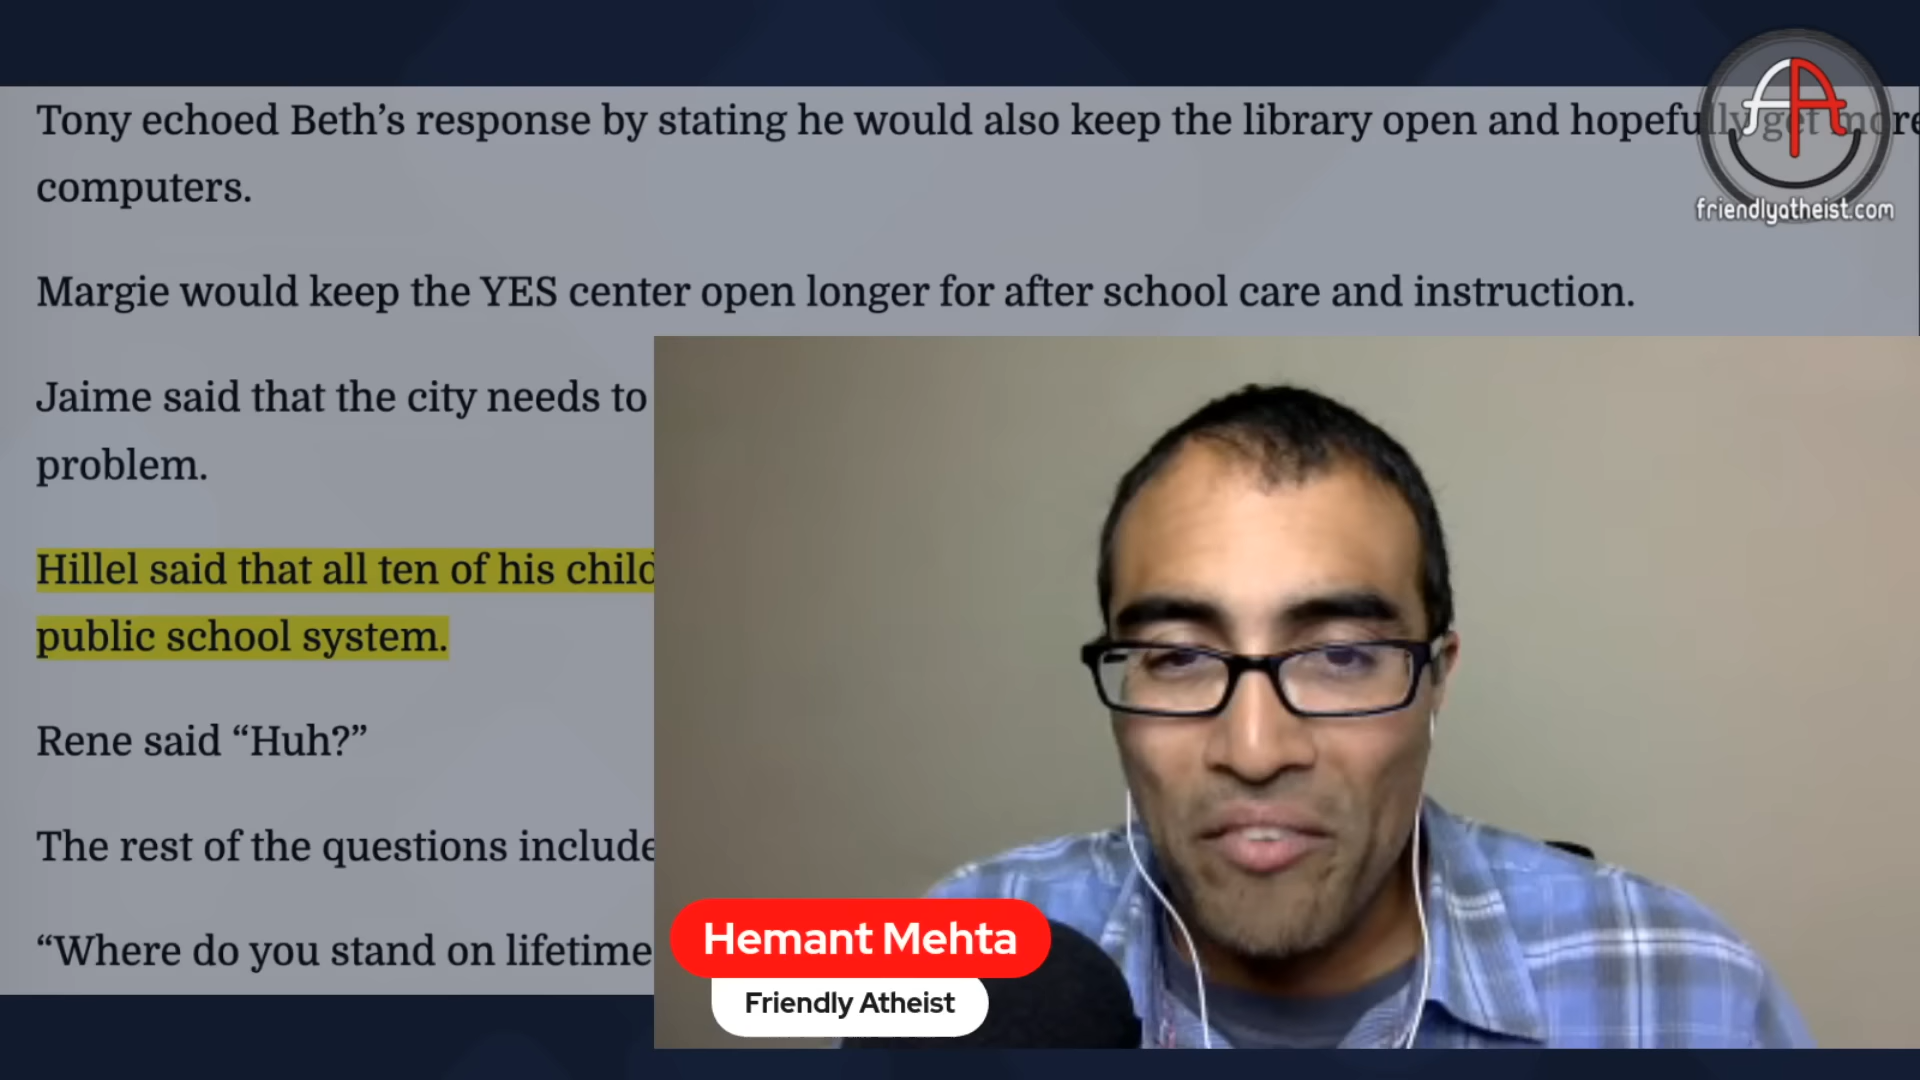 Tony echoed Beth’s response by stating he would also keep the library open and hopefully get more
computers.
friendlyatheist.com
Margie would keep the YES center open longer for after school care and instruction.
Jaime said that the city needs to
problem.
Hillel said that all ten of his child
public school system.
Rene said “Huh?”
The rest of the questions include
“Where do you stand on lifetime
Hemant Mehta
Friendly Atheist